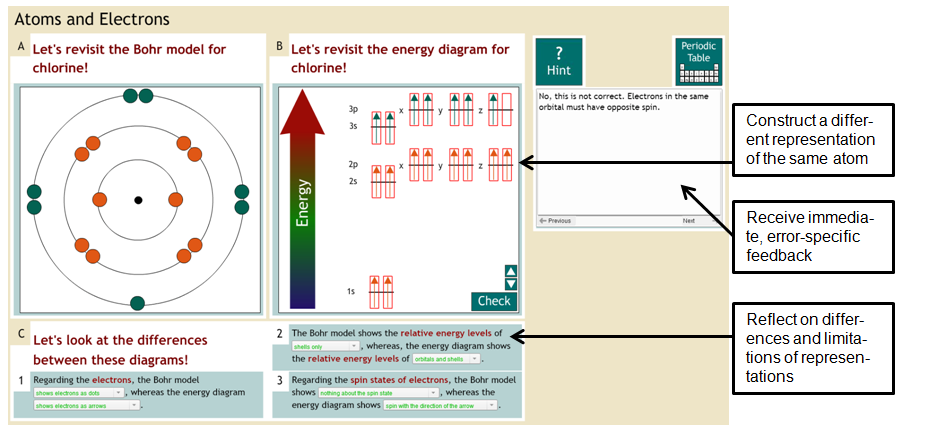 Atoms and Electrons
A
Let's revisit the Bohr model for
chlorine!
B
Let's revisit the energy diagram for
chlorine!
Energy
3p
x
y
z
3s
2p
x
y
z
2s
1s
Check
?
Hint
Periodic
Table
No, this is not correct. Electrons in the same
orbital must have opposite spin.
Previous
Next
Construct a differ-
ent representation
of the same atom
Receive immedia-
te, error-specific
feedback
Reflect on differ-
ences and limita-
tions of represen-
tations
C
Let's look at the differences
between these diagrams!
1
Regarding the electrons, the Bohr model
shows electrons as dots , whereas the energy diagram
shows electrons as arrows .
2
The Bohr model shows the relative energy levels of
shells only , whereas, the energy diagram shows
the relative energy levels of orbitals and shells .
3
Regarding the spin states of electrons, the Bohr model
shows nothing about the spin state , whereas the
energy diagram shows spin with the direction of the arrow .